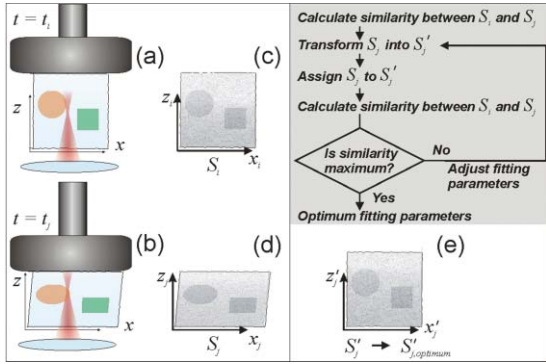 t = t_i
(a)
z
x
(c)
z_i
S_i
x_i
t = t_j
(b)
z
x
(d)
z_j
S_j
x_j
Calculate similarity between S_i and S_j
Transform S_j into S_j'
Assign S_j to S_j'
Calculate similarity between S_i and S_j
Is similarity
maximum?
No
Adjust fitting
parameters
Yes
Optimum fitting parameters
(e)
z_j'
x_j'
S_j' → S_j,optimum'